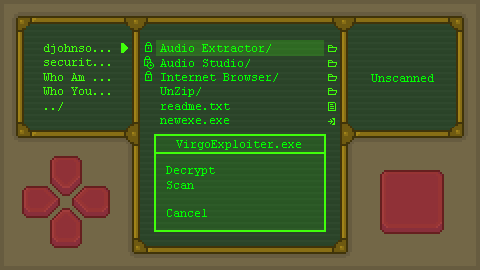 djohnso...
securit...
Who Am ...
Who You...
../
Audio Extractor/
Audio Studio/
Internet Browser/
UnZip/
readme.txt
newexe.exe
VirgoExploiter.exe
Decrypt
Scan
Cancel
Unscanned